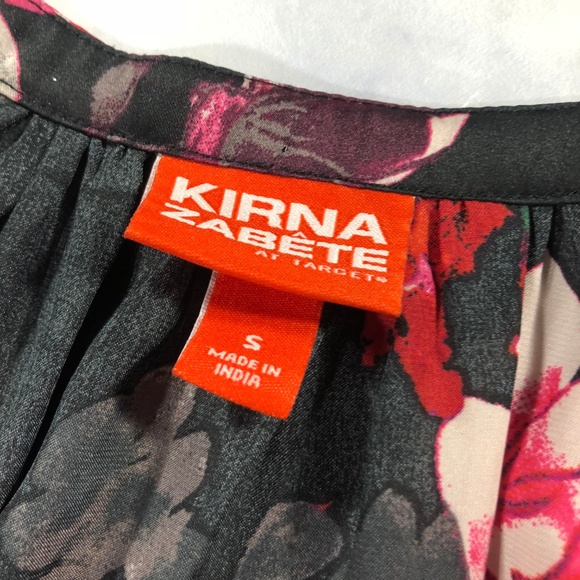 KIRNA
ZABÊTE
AT TARGET
S
MADE IN
INDIA